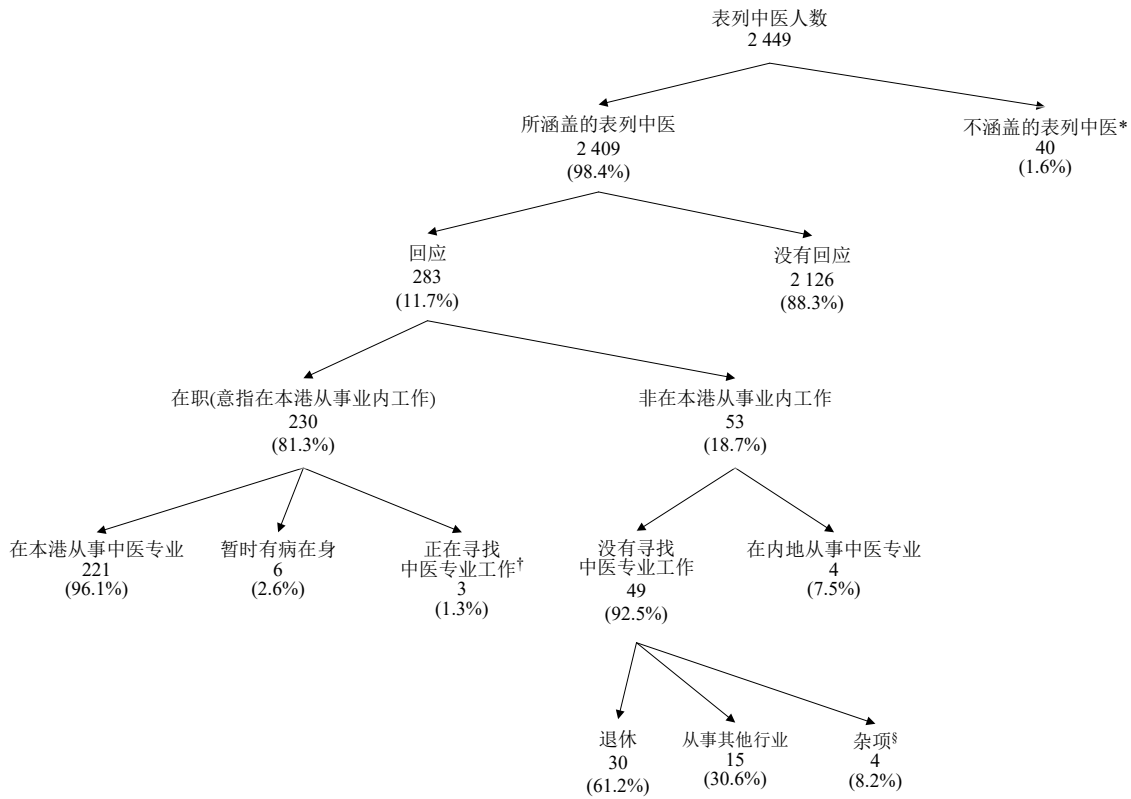 表列中医人数
2 449
所涵盖的表列中医
2 409
(98.4%)
不涵盖的表列中医*
40
(1.6%)
回应
283
(11.7%)
没有回应
2 126
(88.3%)
在职(意指在本港从事业内工作)
230
(81.3%)
非在本港从事业内工作
53
(18.7%)
在本港从事中医专业
221
(96.1%)
暂时有病在身
6
(2.6%)
正在寻找
中医专业工作†
3
(1.3%)
没有寻找
中医专业工作
49
(92.5%)
在内地从事中医专业
4
(7.5%)
退休
30
(61.2%)
从事其他行业
15
(30.6%)
杂项§
4
(8.2%)